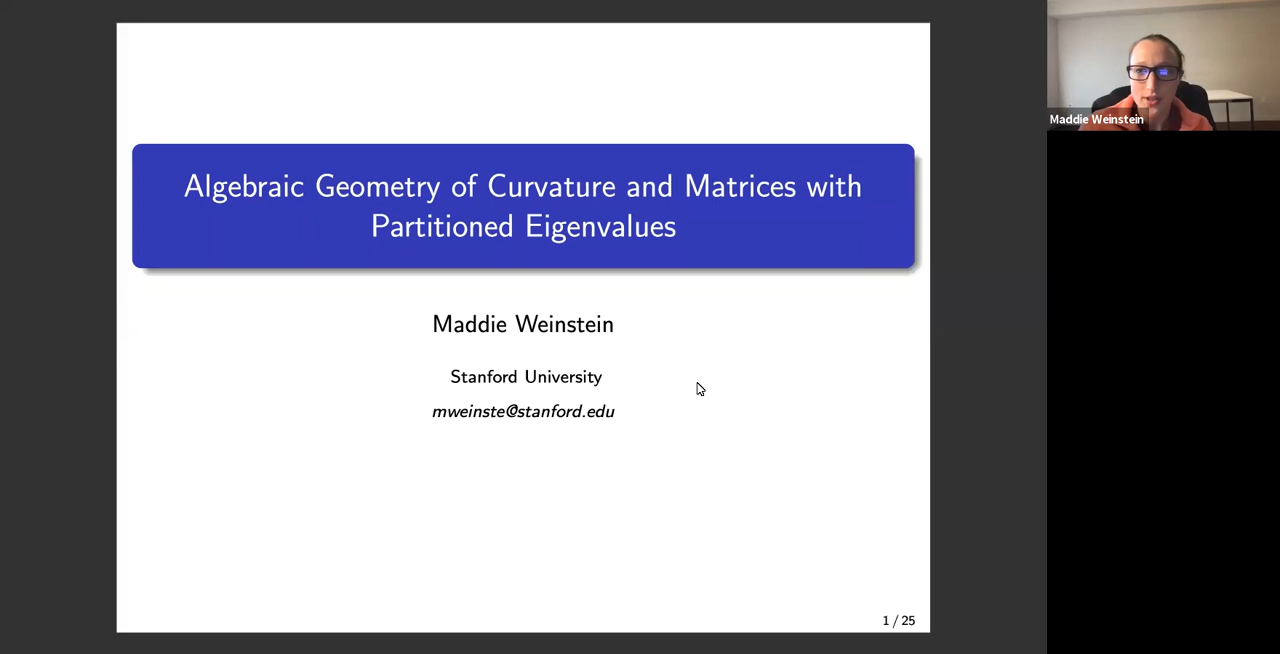 Algebraic Geometry of Curvature and Matrices with
Partitioned Eigenvalues
Maddie Weinstein
Stanford University
mweinste@stanford.edu
1 / 25
Maddie Weinstein